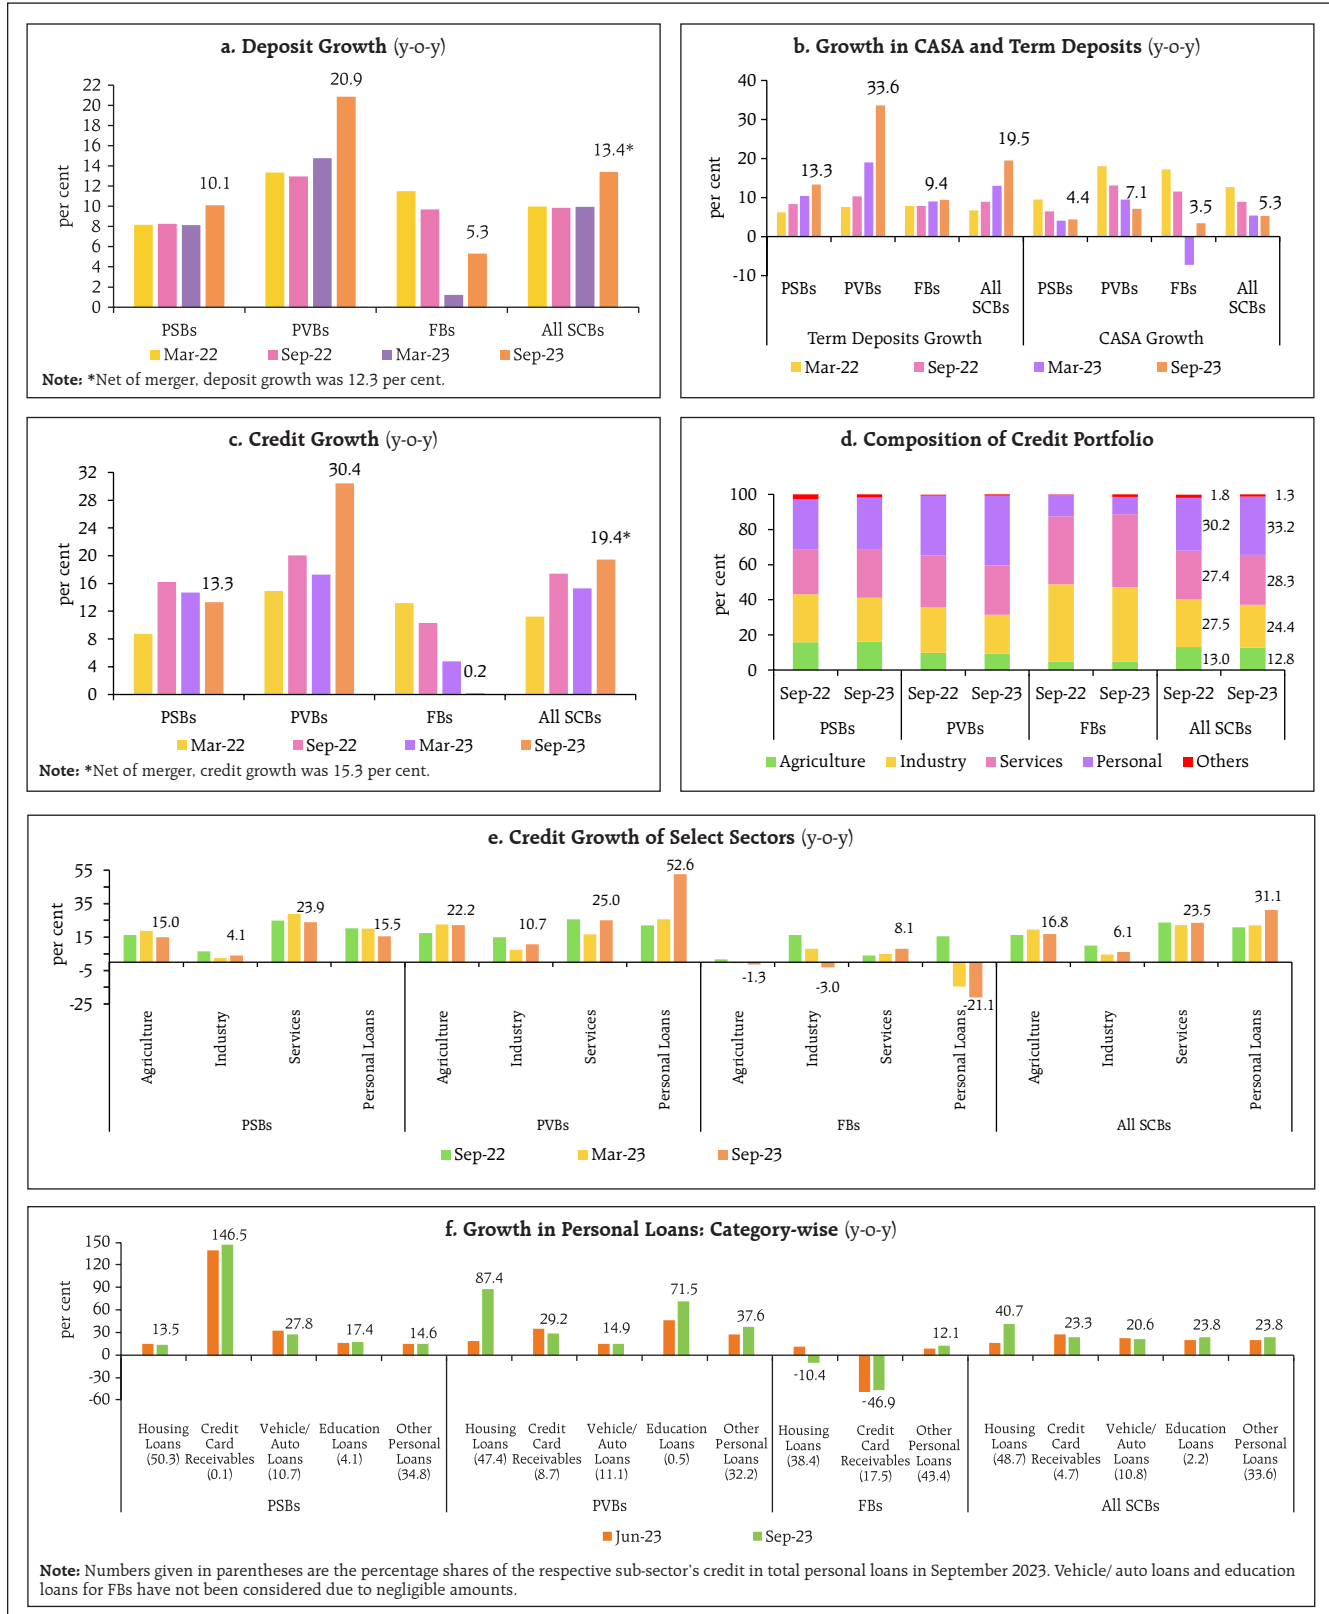 a. Deposit Growth (y-o-y)
per cent
22
20
18
16
14
12
10
8
6
4
2
0
10.1
20.9
5.3
13.4*
PSBs PVBs FBs All SCBs
Mar-22 Sep-22 Mar-23 Sep-23
Note: *Net of merger, deposit growth was 12.3 per cent.
b. Growth in CASA and Term Deposits (y-o-y)
per cent
40
30
20
10
0
-10
13.3
33.6
9.4
19.5
4.4
7.1
3.5
5.3
PSBs PVBs FBs All SCBs PSBs PVBs FBs All SCBs
Term Deposits Growth CASA Growth
Mar-22 Sep-22 Mar-23 Sep-23
c. Credit Growth (y-o-y)
per cent
32
28
24
20
16
12
8
4
0
13.3
30.4
0.2
19.4*
PSBs PVBs FBs All SCBs
Mar-22 Sep-22 Mar-23 Sep-23
Note: *Net of merger, credit growth was 15.3 per cent.
d. Composition of Credit Portfolio
per cent
100
80
60
40
20
0
1.8 1.3
30.2 33.2
27.4 28.3
27.5 24.4
13.0 12.8
Sep-22 Sep-23 Sep-22 Sep-23 Sep-22 Sep-23 Sep-22 Sep-23
PSBs PVBs FBs All SCBs
Agriculture Industry Services Personal Others
e. Credit Growth of Select Sectors (y-o-y)
per cent
55
35
15
-5
-25
15.0
4.1
23.9
15.5
22.2
10.7
25.0
52.6
-1.3
-3.0
8.1
-21.1
16.8
6.1
23.5
31.1
Agriculture Industry Services Personal Loans Agriculture Industry Services Personal Loans Agriculture Industry Services Personal Loans Agriculture Industry Services Personal Loans
PSBs PVBs FBs All SCBs
Sep-22 Mar-23 Sep-23
f. Growth in Personal Loans: Category-wise (y-o-y)
per cent
150
120
90
60
30
0
-30
-60
13.5
146.5
27.8
17.4
14.6
87.4
29.2
14.9
71.5
37.6
-10.4
-46.9
12.1
40.7
23.3
20.6
23.8
23.8
Housing Loans (50.3)
Credit Card Receivables (0.1)
Vehicle/ Auto Loans (10.7)
Education Loans (4.1)
Other Personal Loans (34.8)
Housing Loans (47.4)
Credit Card Receivables (8.7)
Vehicle/ Auto Loans (11.1)
Education Loans (0.5)
Other Personal Loans (32.2)
Housing Loans (38.4)
Credit Card Receivables (17.5)
Other Personal Loans (43.4)
Housing Loans (48.7)
Credit Card Receivables (4.7)
Vehicle/ Auto Loans (10.8)
Education Loans (2.2)
Other Personal Loans (33.6)
PSBs PVBs FBs All SCBs
Jun-23 Sep-23
Note: Numbers given in parentheses are the percentage shares of the respective sub-sector's credit in total personal loans in September 2023. Vehicle/ auto loans and education
loans for FBs have not been considered due to negligible amounts.